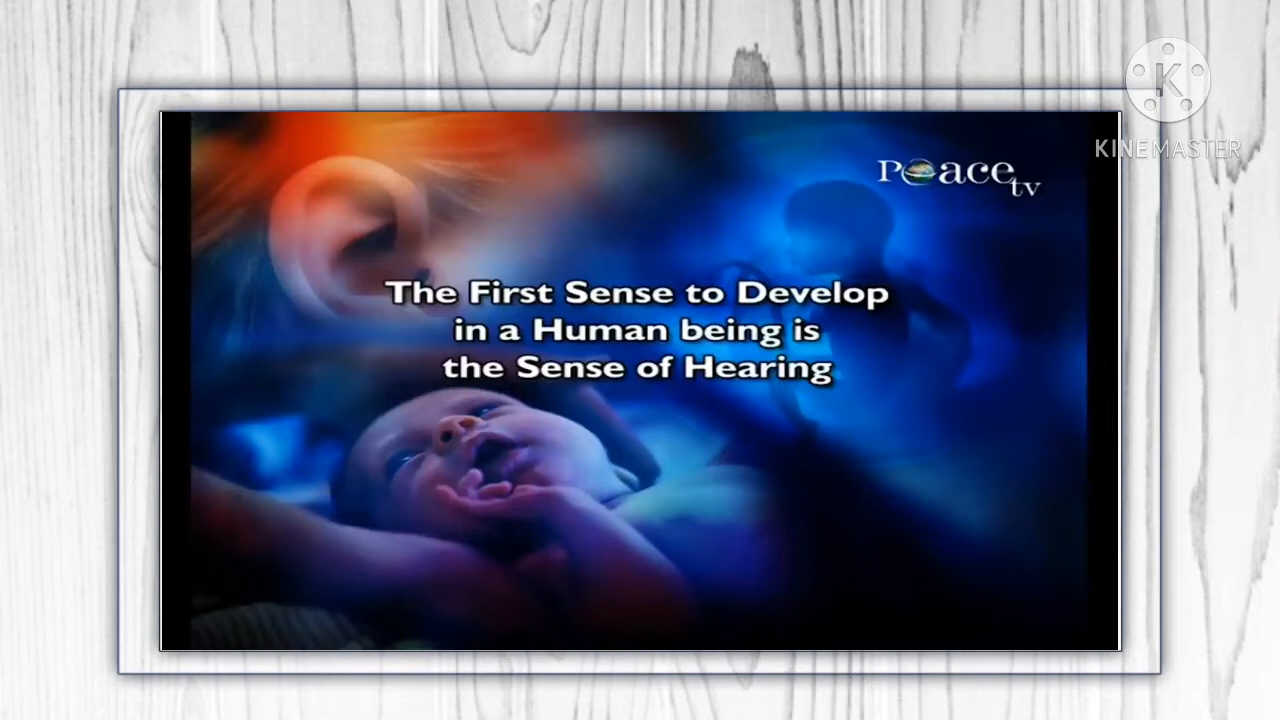 K
KINEMASTER
Peace tv
The First Sense to Develop
in a Human being is
the Sense of Hearing